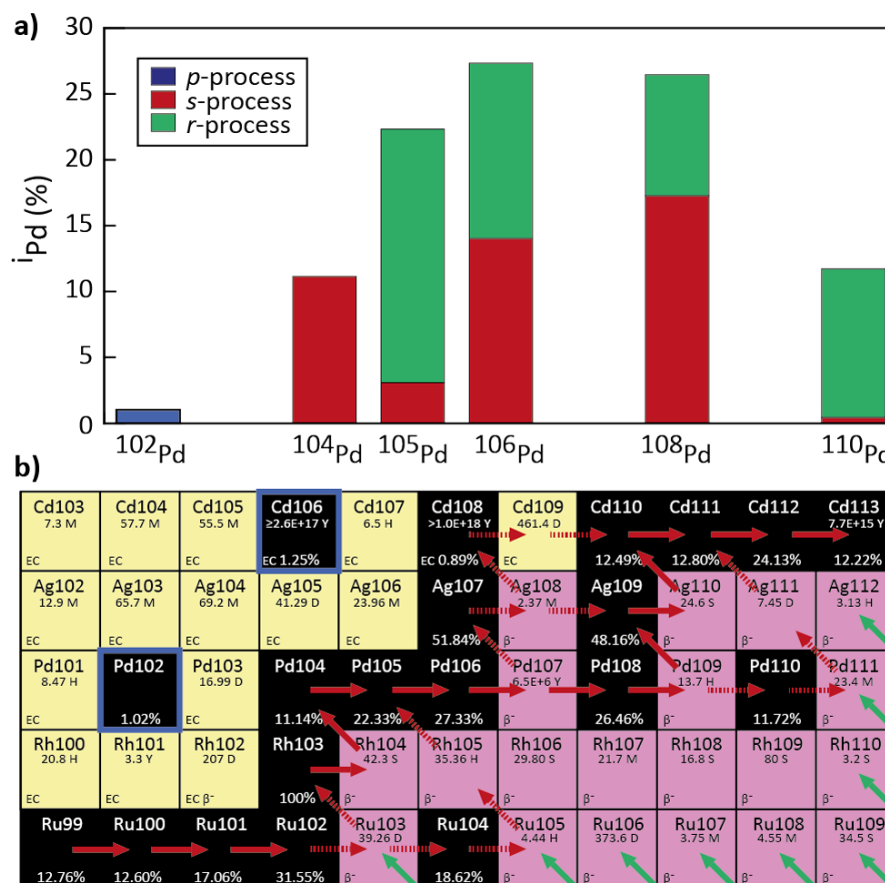 a)
30
25
20
15
10
5
0
iPd (%)
p-process
s-process
r-process
102Pd 104Pd 105Pd 106Pd 108Pd 110Pd
b)
Cd103 Cd104 Cd105 Cd106 Cd107 Cd108 Cd109 Cd110 Cd111 Cd112 Cd113
7.3 M 57.7 M 55.5 M ≥2.6E+17 Y 6.5 H >1.0E+18 Y 461.4 D 7.7E+15 Y
EC EC EC EC 1.25% EC EC 0.89% EC 12.49% 12.80% 24.13% 12.22%
Ag102 Ag103 Ag104 Ag105 Ag106 Ag107 Ag108 Ag109 Ag110 Ag111 Ag112
12.9 M 65.7 M 69.2 M 41.29 D 23.96 M 2.37 M 24.6 S 7.45 D 3.13 H
EC EC EC EC EC 51.84% β- 48.16% β- β- β-
Pd101 Pd102 Pd103 Pd104 Pd105 Pd106 Pd107 Pd108 Pd109 Pd110 Pd111
8.47 H 16.99 D 6.5E+6 Y 13.7 H 23.4 M
EC 1.02% EC 11.14% 22.33% 27.33% β- 26.46% β- 11.72% β-
Rh100 Rh101 Rh102 Rh103 Rh104 Rh105 Rh106 Rh107 Rh108 Rh109 Rh110
20.8 H 3.3 Y 207 D 42.3 S 35.36 H 29.80 S 21.7 M 16.8 S 80 S 3.2 S
EC EC EC β- 100% β- β- β- β- β- β- β-
Ru99 Ru100 Ru101 Ru102 Ru103 Ru104 Ru105 Ru106 Ru107 Ru108 Ru109
39.26 D 4.44 H 373.6 D 3.75 M 4.55 M 34.5 S
12.76% 12.60% 17.06% 31.55% β- 18.62% β- β- β- β- β-